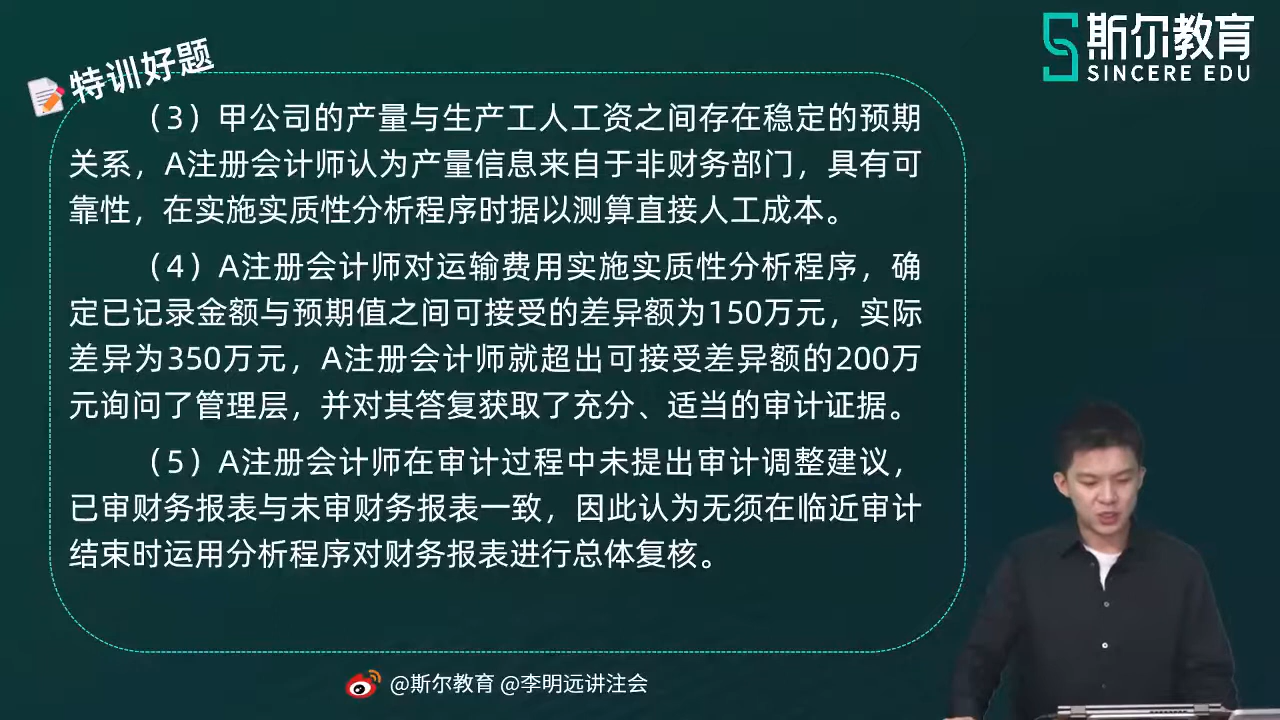 斯尔教育
SINCERE EDU
特训好题
（3）甲公司的产量与生产工人工资之间存在稳定的预期
关系，A注册会计师认为产量信息来自于非财务部门，具有可
靠性，在实施实质性分析程序时据以测算直接人工成本。
（4）A注册会计师对运输费用实施实质性分析程序，确
定已记录金额与预期值之间可接受的差异额为150万元，实际
差异为350万元，A注册会计师就超出可接受差异额的200万
元询问了管理层，并对其答复获取了充分、适当的审计证据。
（5）A注册会计师在审计过程中未提出审计调整建议，
已审财务报表与未审财务报表一致，因此认为无须在临近审计
结束时运用分析程序对财务报表进行总体复核。
@斯尔教育 @李明远讲注会